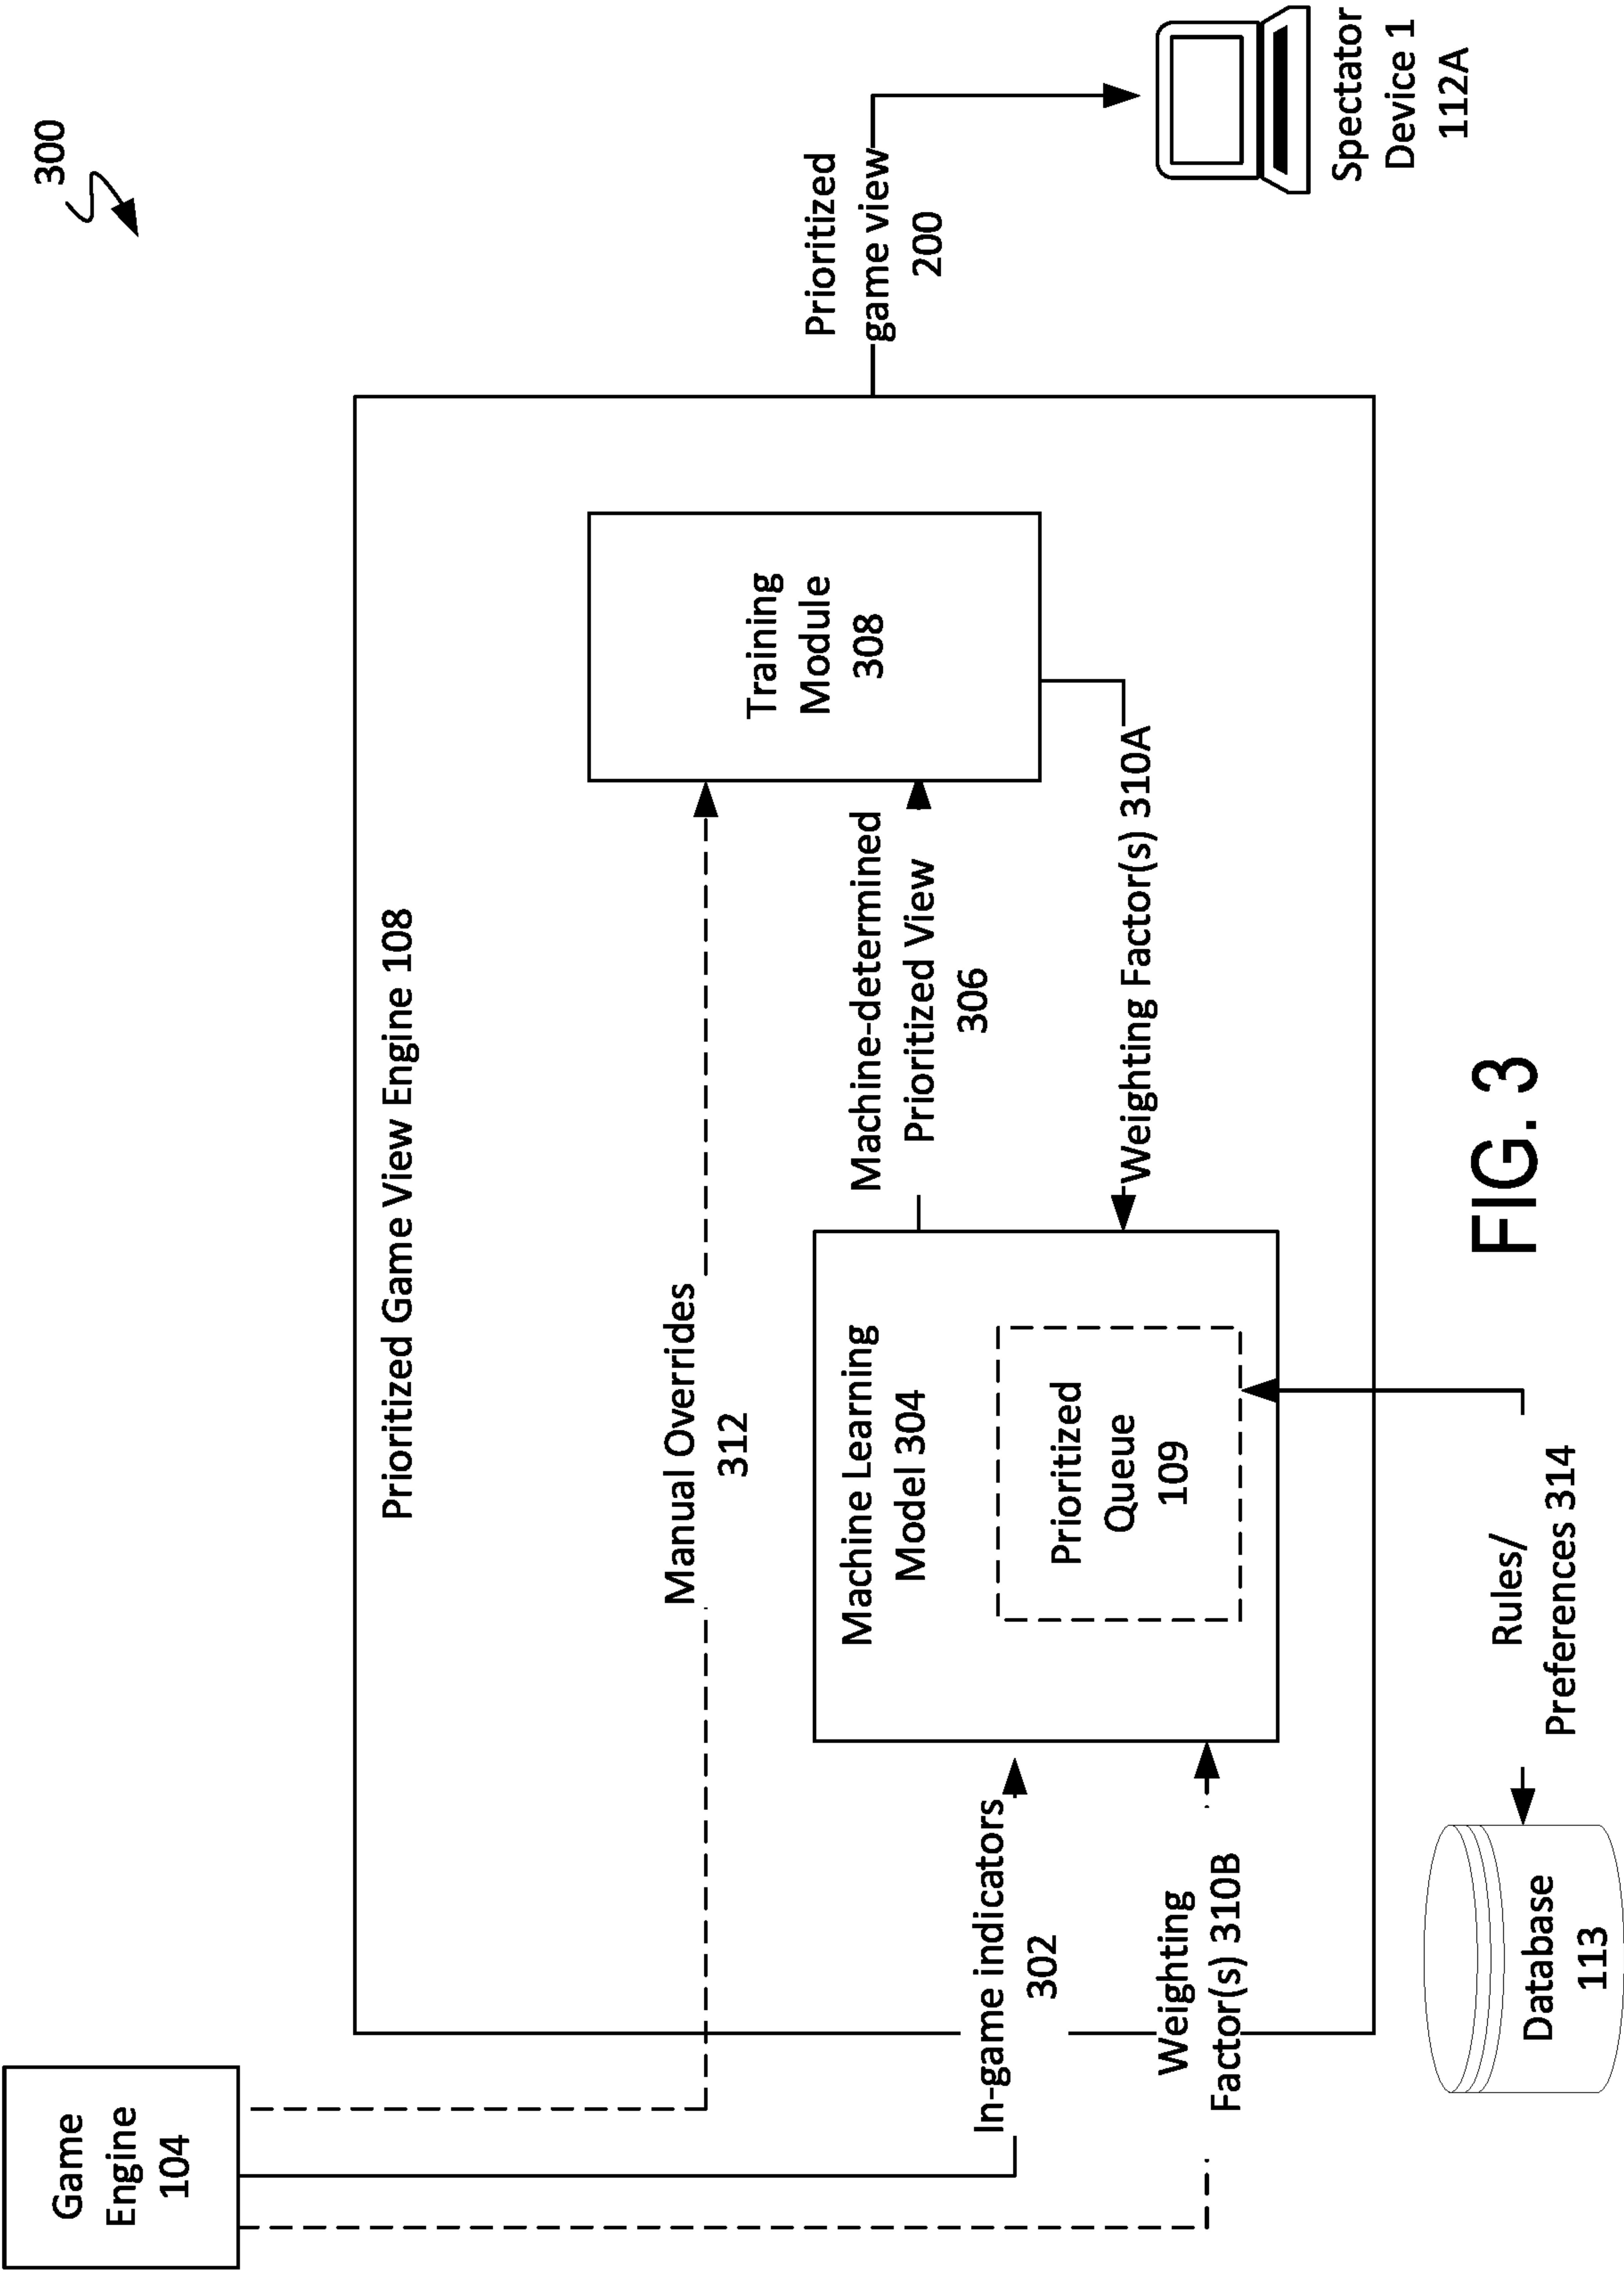 300
Game
Engine
104
Prioritized Game View Engine 108
Manual Overrides
312
Training
Module
308
Prioritized
game view
200
Machine Learning
Model 304
Machine-determined
Prioritized View
306
In-game indicators
302
Prioritized
Queue
109
Weighting
Factor(s) 310B
Weighting Factor(s) 310A
Spectator
Device 1
112A
Rules/
Preferences 314
Database
113
FIG. 3